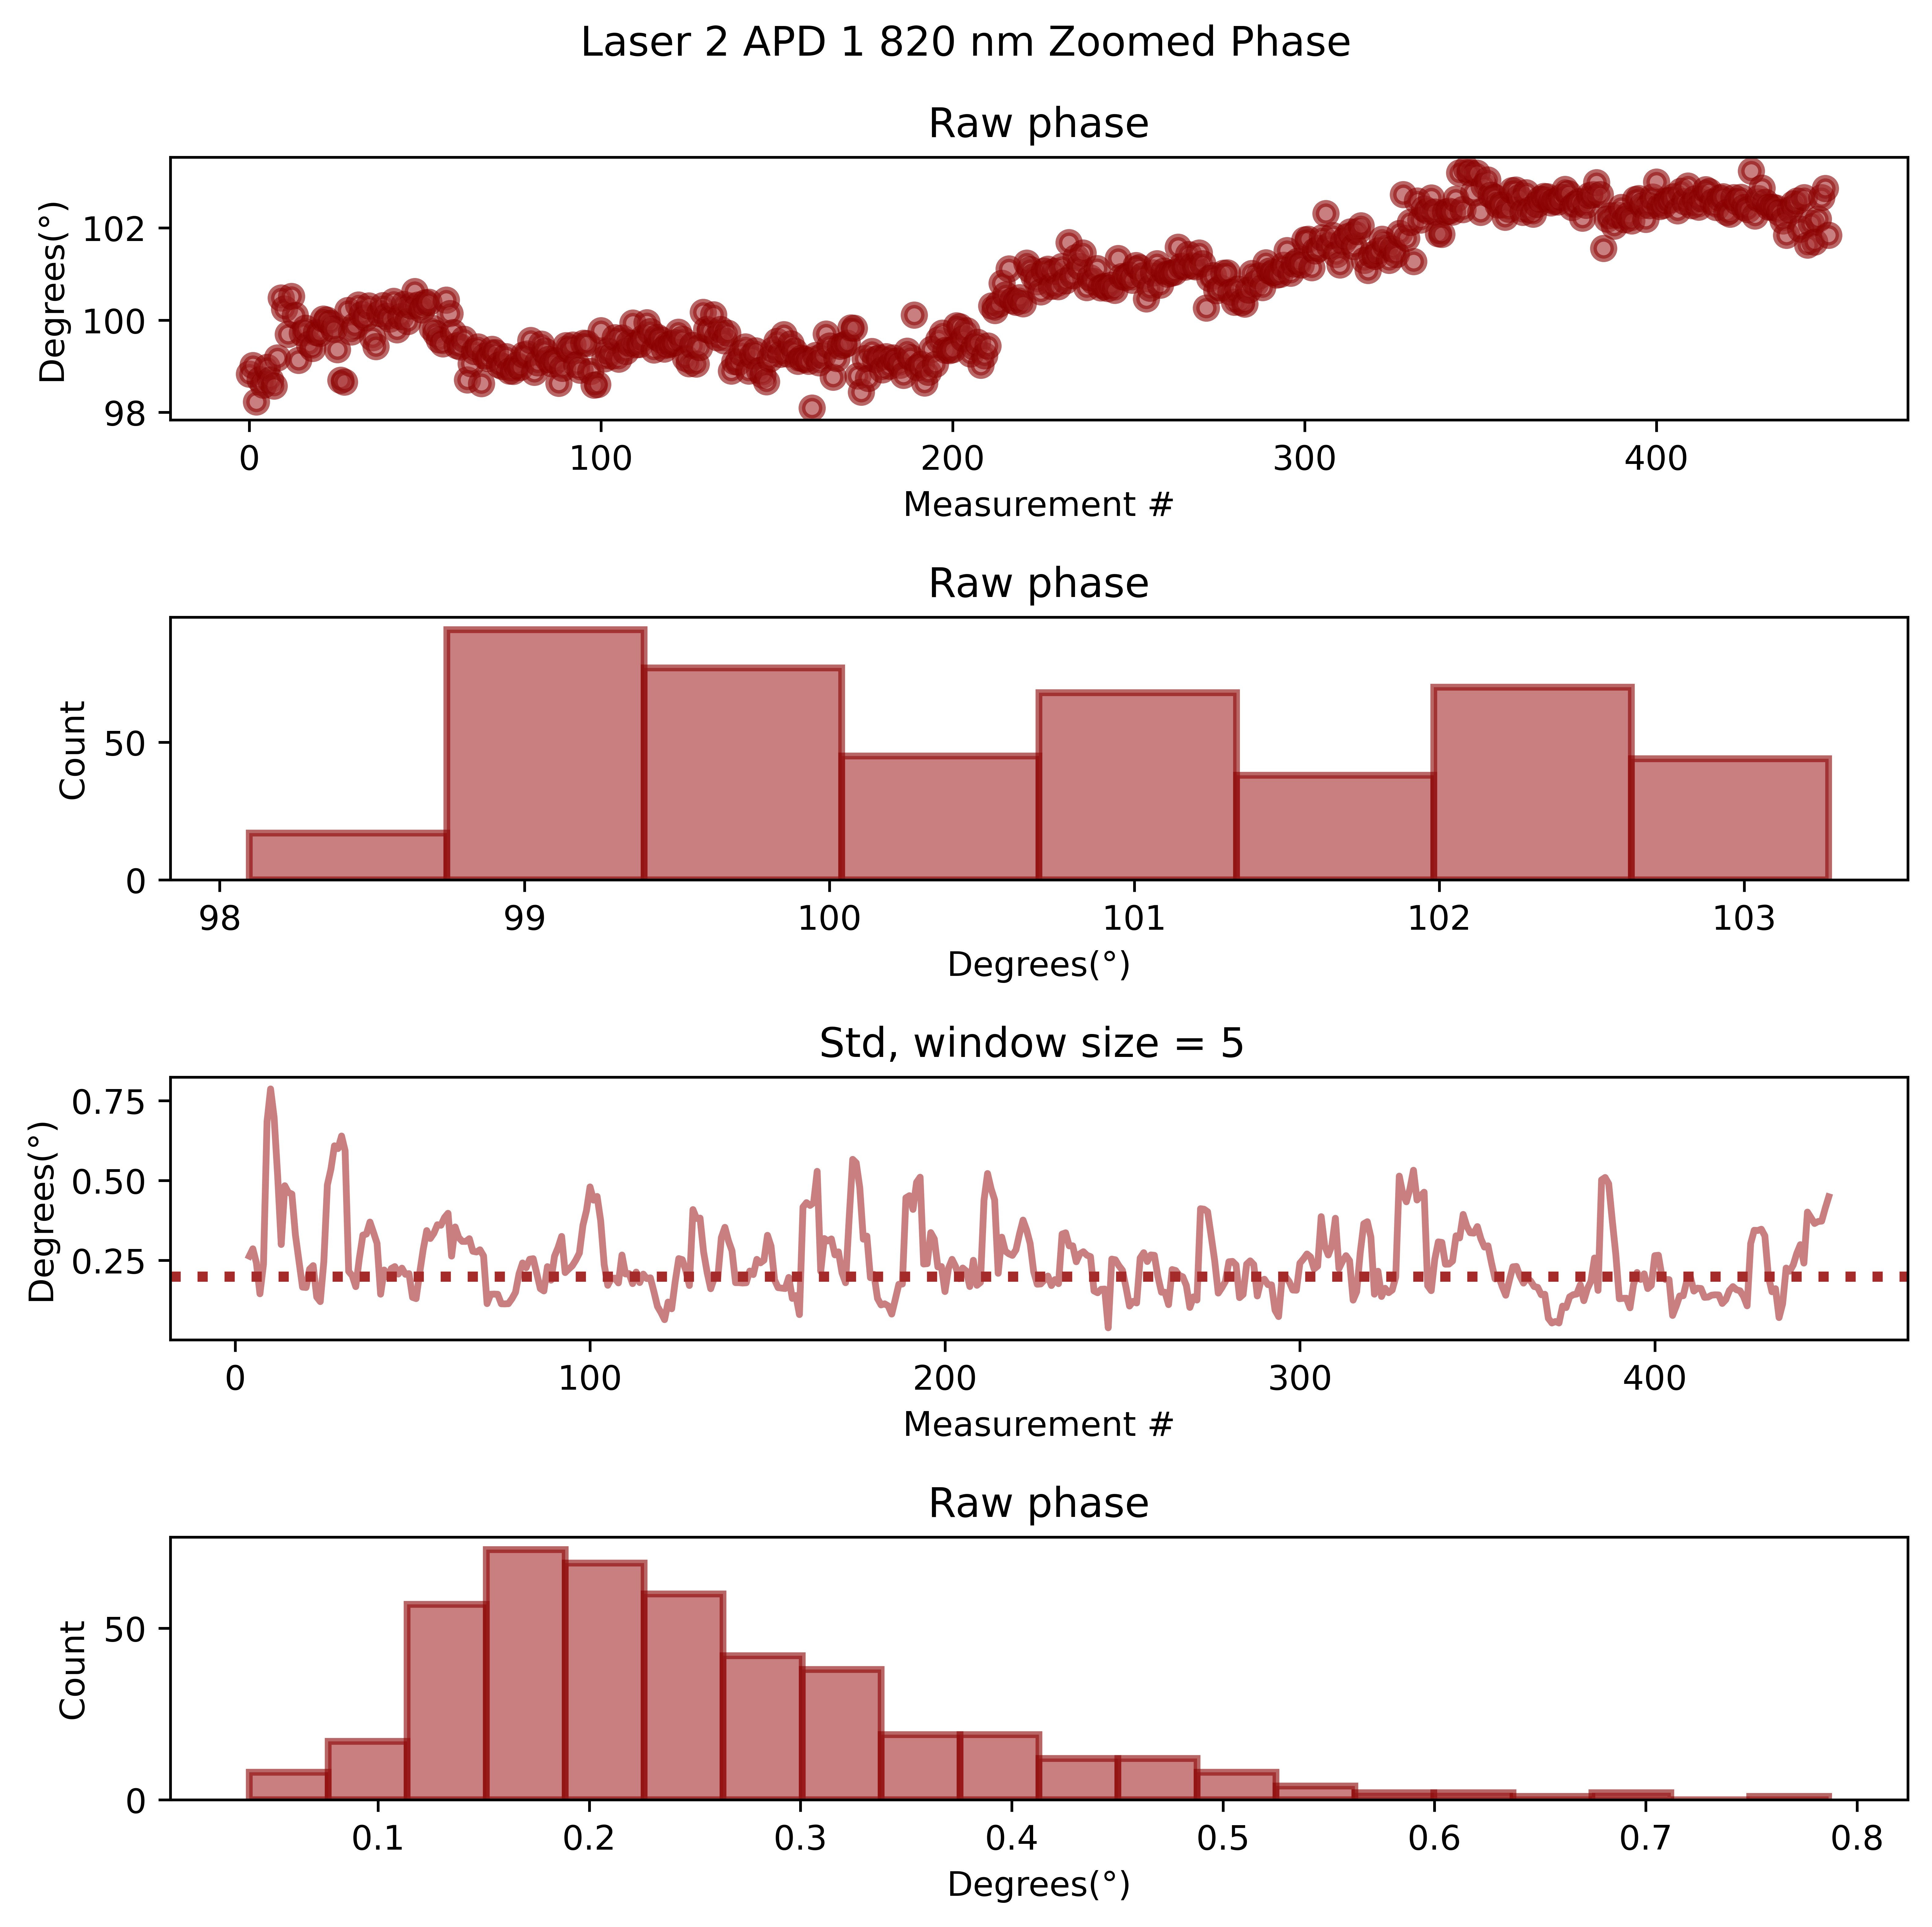 Laser 2 APD 1 820 nm Zoomed Phase
Raw phase
Degrees(°)
102
100
98
0 100 200 300 400
Measurement #
Raw phase
Count
50
0
98 99 100 101 102 103
Degrees(°)
Std, window size = 5
Degrees(°)
0.75
0.50
0.25
0 100 200 300 400
Measurement #
Raw phase
Count
50
0
0.1 0.2 0.3 0.4 0.5 0.6 0.7 0.8
Degrees(°)